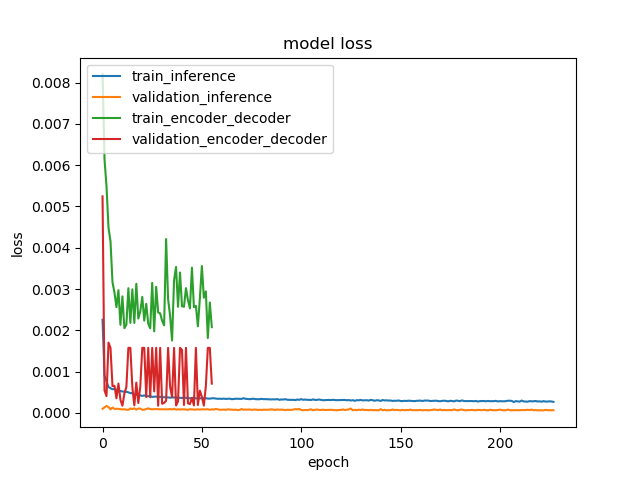 model loss
train_inference
validation_inference
train_encoder_decoder
validation_encoder_decoder
loss
0.008
0.007
0.006
0.005
0.004
0.003
0.002
0.001
0.000
0 50 100 150 200
epoch